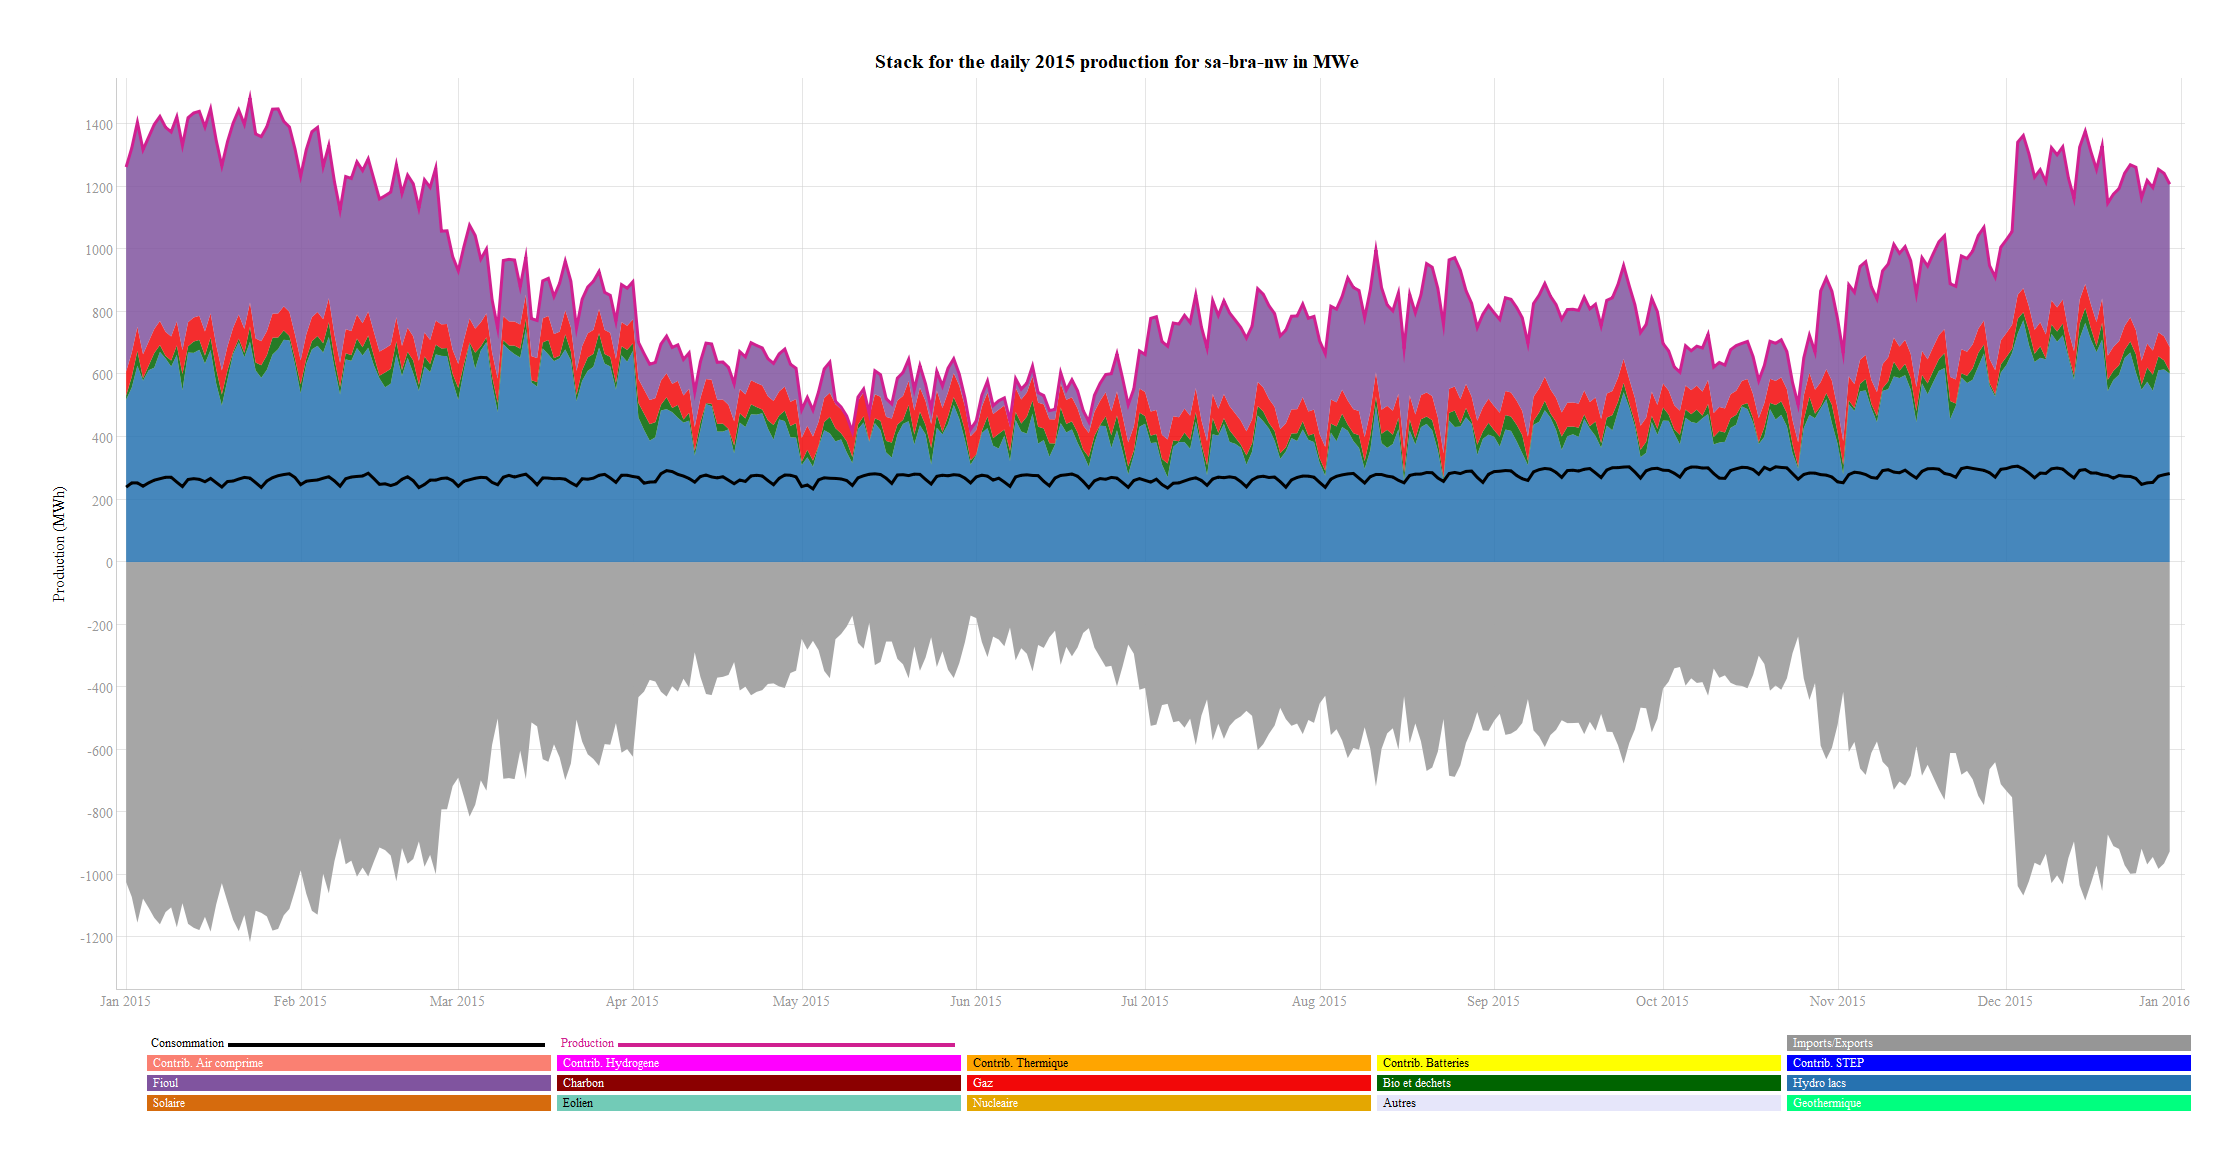 Stack for the daily 2015 production for sa-bra-nw in MWe
Production (MWh)
1400
1200
1000
800
600
400
200
0
-200
-400
-600
-800
-1000
-1200
Jan 2015 Feb 2015 Mar 2015 Apr 2015 May 2015 Jun 2015 Jul 2015 Aug 2015 Sep 2015 Oct 2015 Nov 2015 Dec 2015 Jan 2016
Consommation Production Imports/Exports
Contrib. Air comprime Contrib. Hydrogene Contrib. Thermique Contrib. Batteries Contrib. STEP
Fioul Charbon Gaz Bio et dechets Hydro lacs
Solaire Eolien Nucleaire Autres Geothermique